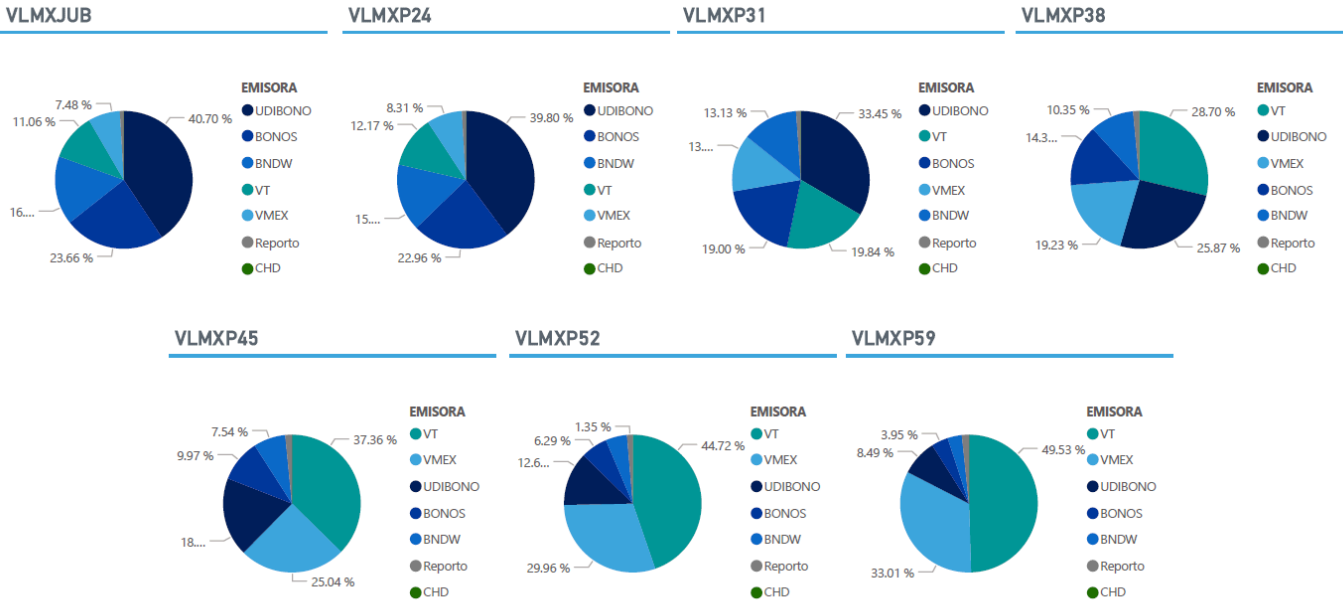 VLMXJUB
VLMXP24
VLMXP31
VLMXP38
7.48 %
11.06 %
16....
23.66 %
40.70 %
EMISORA
UDIBONO
BONOS
BNDW
VT
VMEX
Reporto
CHD
8.31 %
12.17 %
15....
22.96 %
39.80 %
EMISORA
UDIBONO
BONOS
BNDW
VT
VMEX
Reporto
CHD
13.13 %
13....
19.00 %
33.45 %
19.84 %
EMISORA
UDIBONO
VT
BONOS
VMEX
BNDW
Reporto
CHD
10.35 %
14.3...
19.23 %
28.70 %
25.87 %
EMISORA
VT
UDIBONO
VMEX
BONOS
BNDW
Reporto
CHD
VLMXP45
VLMXP52
VLMXP59
7.54 %
9.97 %
18....
37.36 %
25.04 %
EMISORA
VT
VMEX
UDIBONO
BONOS
BNDW
Reporto
CHD
1.35 %
6.29 %
12.6...
29.96 %
44.72 %
EMISORA
VT
VMEX
UDIBONO
BONOS
BNDW
Reporto
CHD
3.95 %
8.49 %
33.01 %
49.53 %
EMISORA
VT
VMEX
UDIBONO
BONOS
BNDW
Reporto
CHD